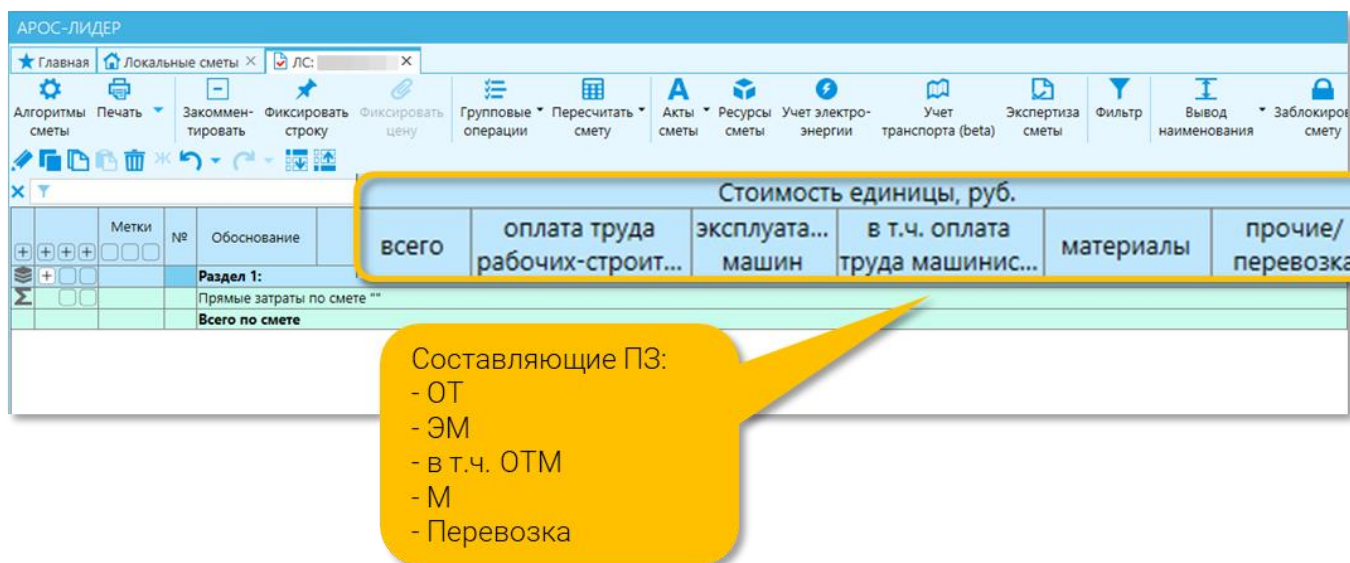 АРОС-ЛИДЕР
Главная
Локальные сметы
ЛС:
Алгоритмы сметы
Печать
Закоммен-тировать
Фиксировать строку
Фиксировать цену
Групповые операции
Пересчитать смету
Акты сметы
Ресурсы сметы
Учет электро-энергии
Учет транспорта (beta)
Экспертиза сметы
Фильтр
Вывод наименования
Заблокиров смету
Стоимость единицы, руб.
Метки
№
Обоснование
всего
оплата труда рабочих-строит...
эксплуата... машин
в т.ч. оплата труда машинис...
материалы
прочие/ перевозка
Раздел 1:
Прямые затраты по смете ""
Всего по смете
Составляющие ПЗ:
- ОТ
- ЭМ
- в т.ч. ОТМ
- М
- Перевозка